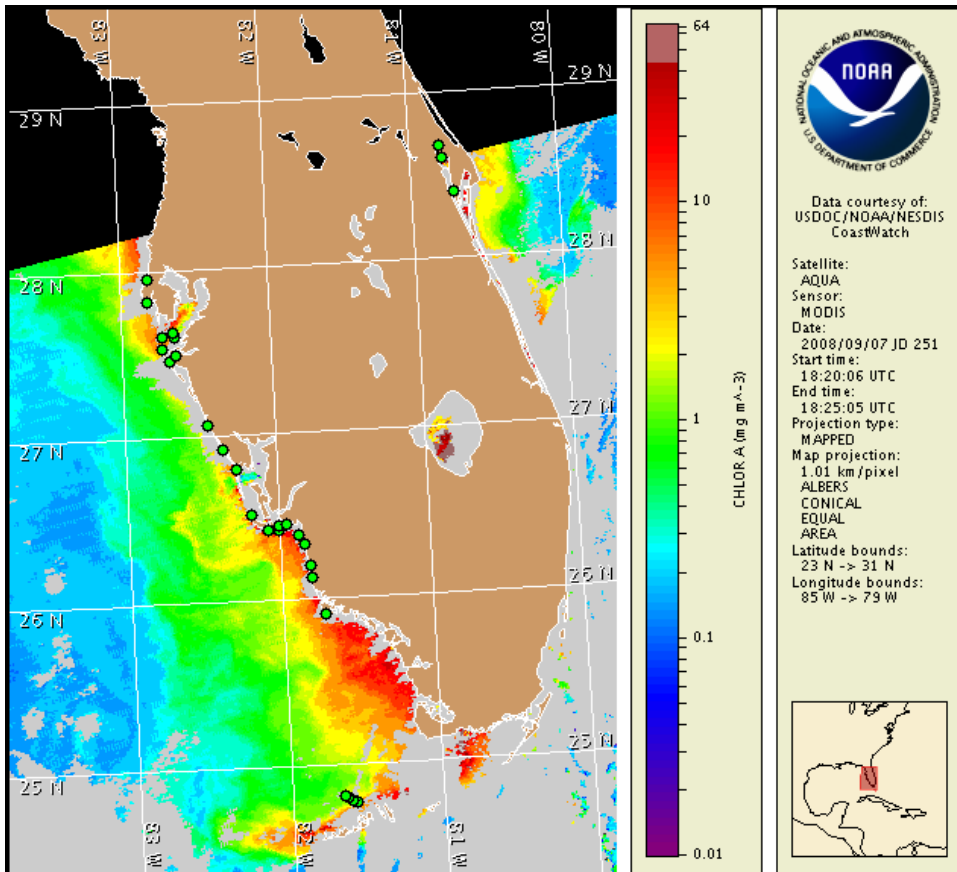 83 W
82 W
81 W
80 W
29 N
29 N
28 N
28 N
27 N
27 N
26 N
26 N
25 N
25 N
83 W
82 W
81 W
64
10
1
0.1
0.01
CHLOR A (mg m^-3)
NATIONAL OCEANIC AND ATMOSPHERIC ADMINISTRATION
NOAA
U.S. DEPARTMENT OF COMMERCE
Data courtesy of:
USDOC/NOAA/NESDIS
CoastWatch
Satellite:
AQUA
Sensor:
MODIS
Date:
2008/09/07 JD 251
Start time:
18:20:06 UTC
End time:
18:25:05 UTC
Projection type:
MAPPED
Map projection:
1.01 km/pixel
ALBERS
CONICAL
EQUAL
AREA
Latitude bounds:
23 N -> 31 N
Longitude bounds:
85 W -> 79 W